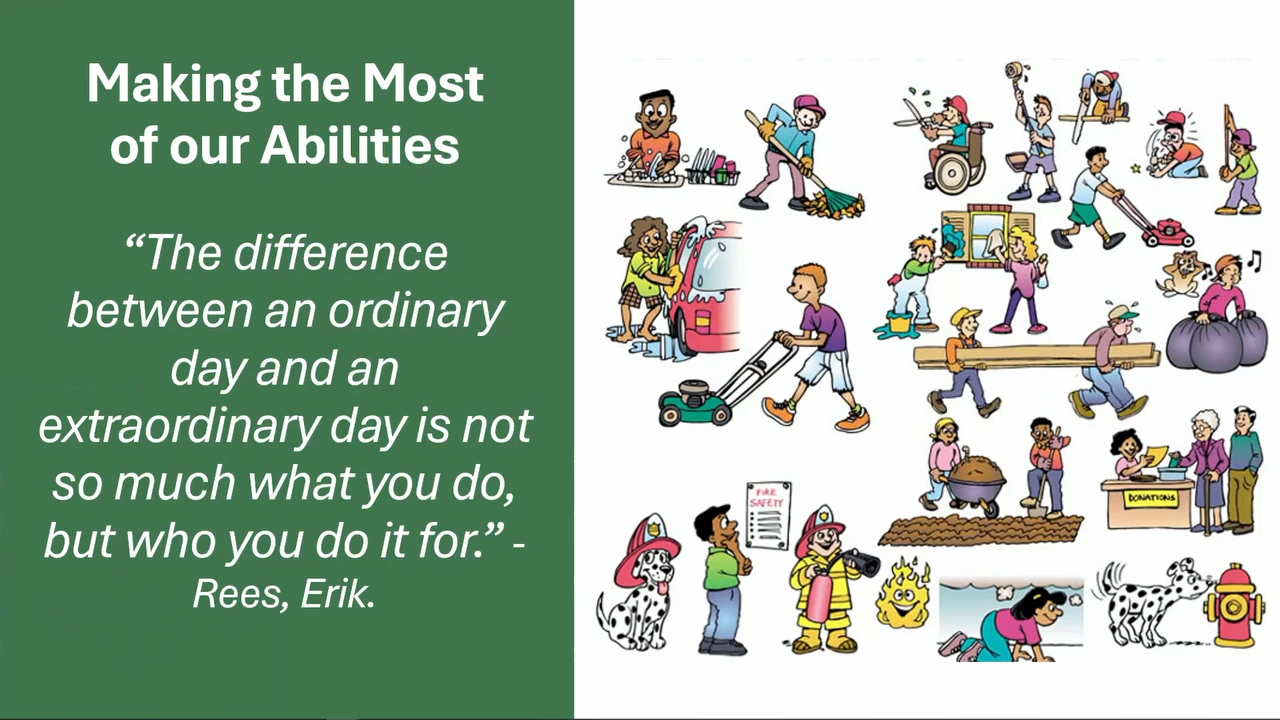 Making the Most
of our Abilities
“The difference
between an ordinary
day and an
extraordinary day is not
so much what you do,
but who you do it for.” -
Rees, Erik.
FIRE
SAFETY
DONATIONS